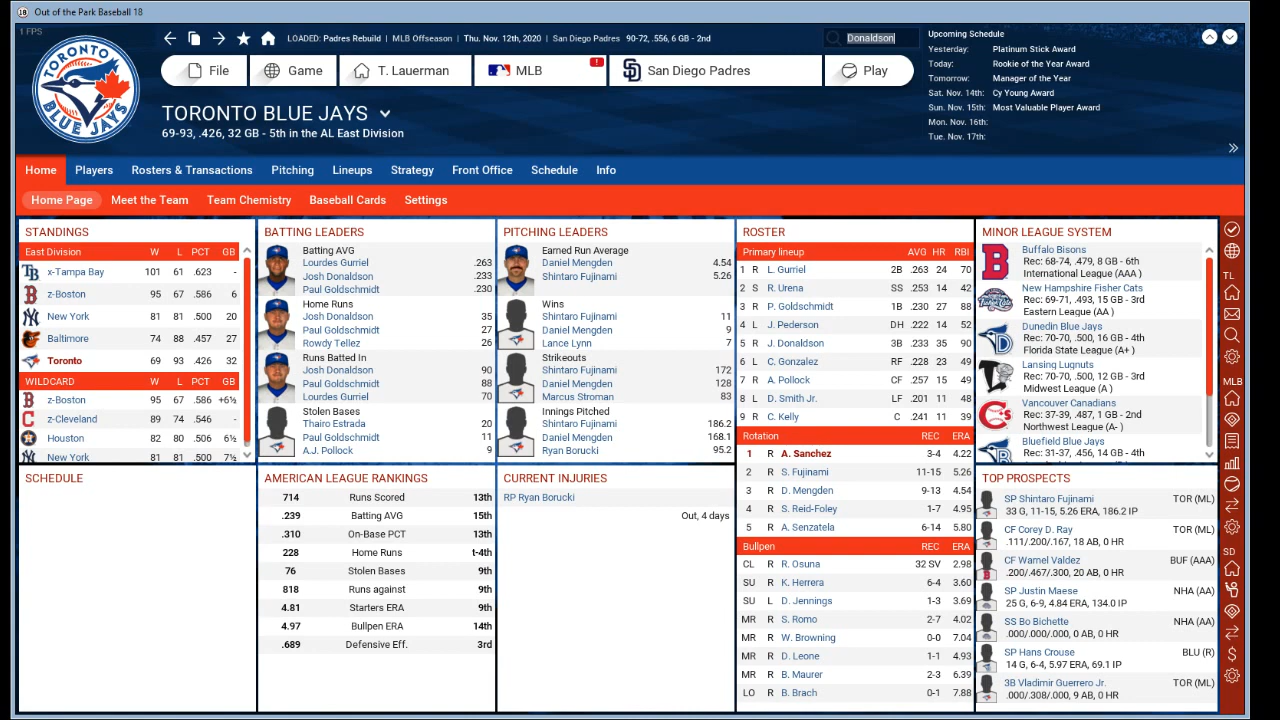 Out of the Park Baseball 18
1 FPS
LOADED: Padres Rebuild | MLB Offseason | Thu. Nov. 12th, 2020 | San Diego Padres 90-72, .556, 6 GB - 2nd
Donaldson
File
Game
T. Lauerman
MLB
San Diego Padres
Play
Upcoming Schedule
Yesterday: Platinum Stick Award
Today: Rookie of the Year Award
Tomorrow: Manager of the Year
Sat. Nov. 14th: Cy Young Award
Sun. Nov. 15th: Most Valuable Player Award
Mon. Nov. 16th:
Tue. Nov. 17th:
TORONTO BLUE JAYS
TORONTO BLUE JAYS
69-93, .426, 32 GB - 5th in the AL East Division
Home Players Rosters & Transactions Pitching Lineups Strategy Front Office Schedule Info
Home Page Meet the Team Team Chemistry Baseball Cards Settings
STANDINGS
East Division W L PCT GB
x-Tampa Bay 101 61 .623 -
z-Boston 95 67 .586 6
New York 81 81 .500 20
Baltimore 74 88 .457 27
Toronto 69 93 .426 32
WILDCARD W L PCT GB
z-Boston 95 67 .586 +6½
z-Cleveland 89 74 .546 -
Houston 82 80 .506 6½
New York 81 81 .500 7½
BATTING LEADERS
Batting AVG
Lourdes Gurriel .263
Josh Donaldson .233
Paul Goldschmidt .230
Home Runs
Josh Donaldson 35
Paul Goldschmidt 27
Rowdy Tellez 26
Runs Batted In
Josh Donaldson 90
Paul Goldschmidt 88
Lourdes Gurriel 70
Stolen Bases
Thairo Estrada 20
Paul Goldschmidt 11
A.J. Pollock 9
PITCHING LEADERS
Earned Run Average
Daniel Mengden 4.54
Shintaro Fujinami 5.26
Wins
Shintaro Fujinami 11
Daniel Mengden 9
Lance Lynn 7
Strikeouts
Shintaro Fujinami 172
Daniel Mengden 128
Marcus Stroman 83
Innings Pitched
Shintaro Fujinami 186.2
Daniel Mengden 168.1
Ryan Borucki 95.2
ROSTER
Primary lineup AVG HR RBI
1 R L. Gurriel 2B .263 24 70
2 S R. Urena SS .253 14 42
3 R P. Goldschmidt 1B .230 27 88
4 L J. Pederson DH .222 14 52
5 R J. Donaldson 3B .233 35 90
6 L C. Gonzalez RF .228 23 49
7 R A. Pollock CF .257 15 49
8 L D. Smith Jr. LF .201 11 48
9 R C. Kelly C .241 11 39
Rotation REC ERA
1 R A. Sanchez 3-4 4.22
2 R S. Fujinami 11-15 5.26
3 R D. Mengden 9-13 4.54
4 R S. Reid-Foley 1-7 4.95
5 R A. Senzatela 6-14 5.80
Bullpen REC ERA
CL R R. Osuna 32 SV 2.98
SU R K. Herrera 6-4 3.60
SU L D. Jennings 1-3 3.69
MR R S. Romo 2-7 4.02
MR R W. Browning 0-0 7.04
MR R D. Leone 1-1 4.93
MR R B. Maurer 2-3 6.39
LO R B. Brach 0-1 7.88
MINOR LEAGUE SYSTEM
Buffalo Bisons
Rec: 68-74, .479, 8 GB - 6th
International League (AAA )
New Hampshire Fisher Cats
Rec: 69-71, .493, 15 GB - 3rd
Eastern League (AA )
Dunedin Blue Jays
Rec: 70-70, .500, 16 GB - 4th
Florida State League (A+ )
Lansing Lugnuts
Rec: 70-70, .500, 12 GB - 3rd
Midwest League (A )
Vancouver Canadians
Rec: 37-39, .487, 1 GB - 2nd
Northwest League (A- )
Bluefield Blue Jays
Rec: 31-37, .456, 14 GB - 4th
SCHEDULE
AMERICAN LEAGUE RANKINGS
714 Runs Scored 13th
.239 Batting AVG 15th
.310 On-Base PCT 13th
228 Home Runs t-4th
76 Stolen Bases 9th
818 Runs against 9th
4.81 Starters ERA 9th
4.97 Bullpen ERA 14th
.689 Defensive Eff. 3rd
CURRENT INJURIES
RP Ryan Borucki
Out, 4 days
TOP PROSPECTS
SP Shintaro Fujinami TOR (ML)
33 G, 11-15, 5.26 ERA, 186.2 IP
CF Corey D. Ray TOR (ML)
.111/.200/.167, 18 AB, 0 HR
CF Warnel Valdez BUF (AAA)
.200/.467/.300, 20 AB, 0 HR
SP Justin Maese NHA (AA)
25 G, 6-9, 4.84 ERA, 134.0 IP
SS Bo Bichette NHA (AA)
.000/.000/.000, 0 AB, 0 HR
SP Hans Crouse BLU (R)
14 G, 6-4, 5.97 ERA, 69.1 IP
3B Vladimir Guerrero Jr. TOR (ML)
.000/.308/.000, 9 AB, 0 HR
TL
MLB
SD